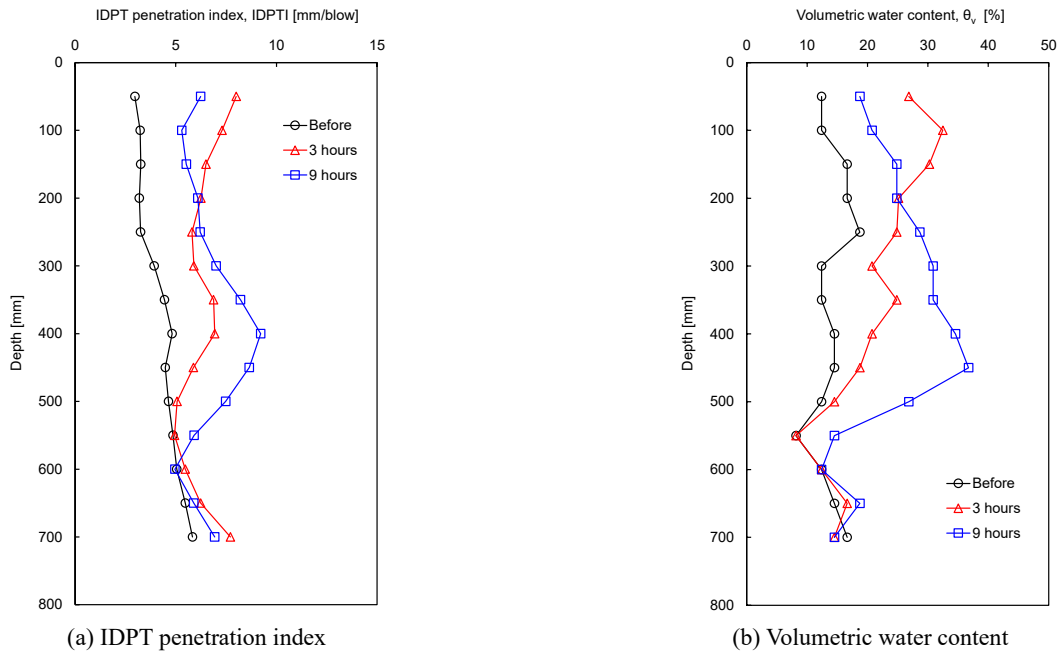 IDPT penetration index, IDPTI [mm/blow]
0 5 10 15
0
100
200
300
400
500
600
700
800
Depth [mm]
Before
3 hours
9 hours
(a) IDPT penetration index
Volumetric water content, θv [%]
0 10 20 30 40 50
0
100
200
300
400
500
600
700
800
Depth [mm]
Before
3 hours
9 hours
(b) Volumetric water content